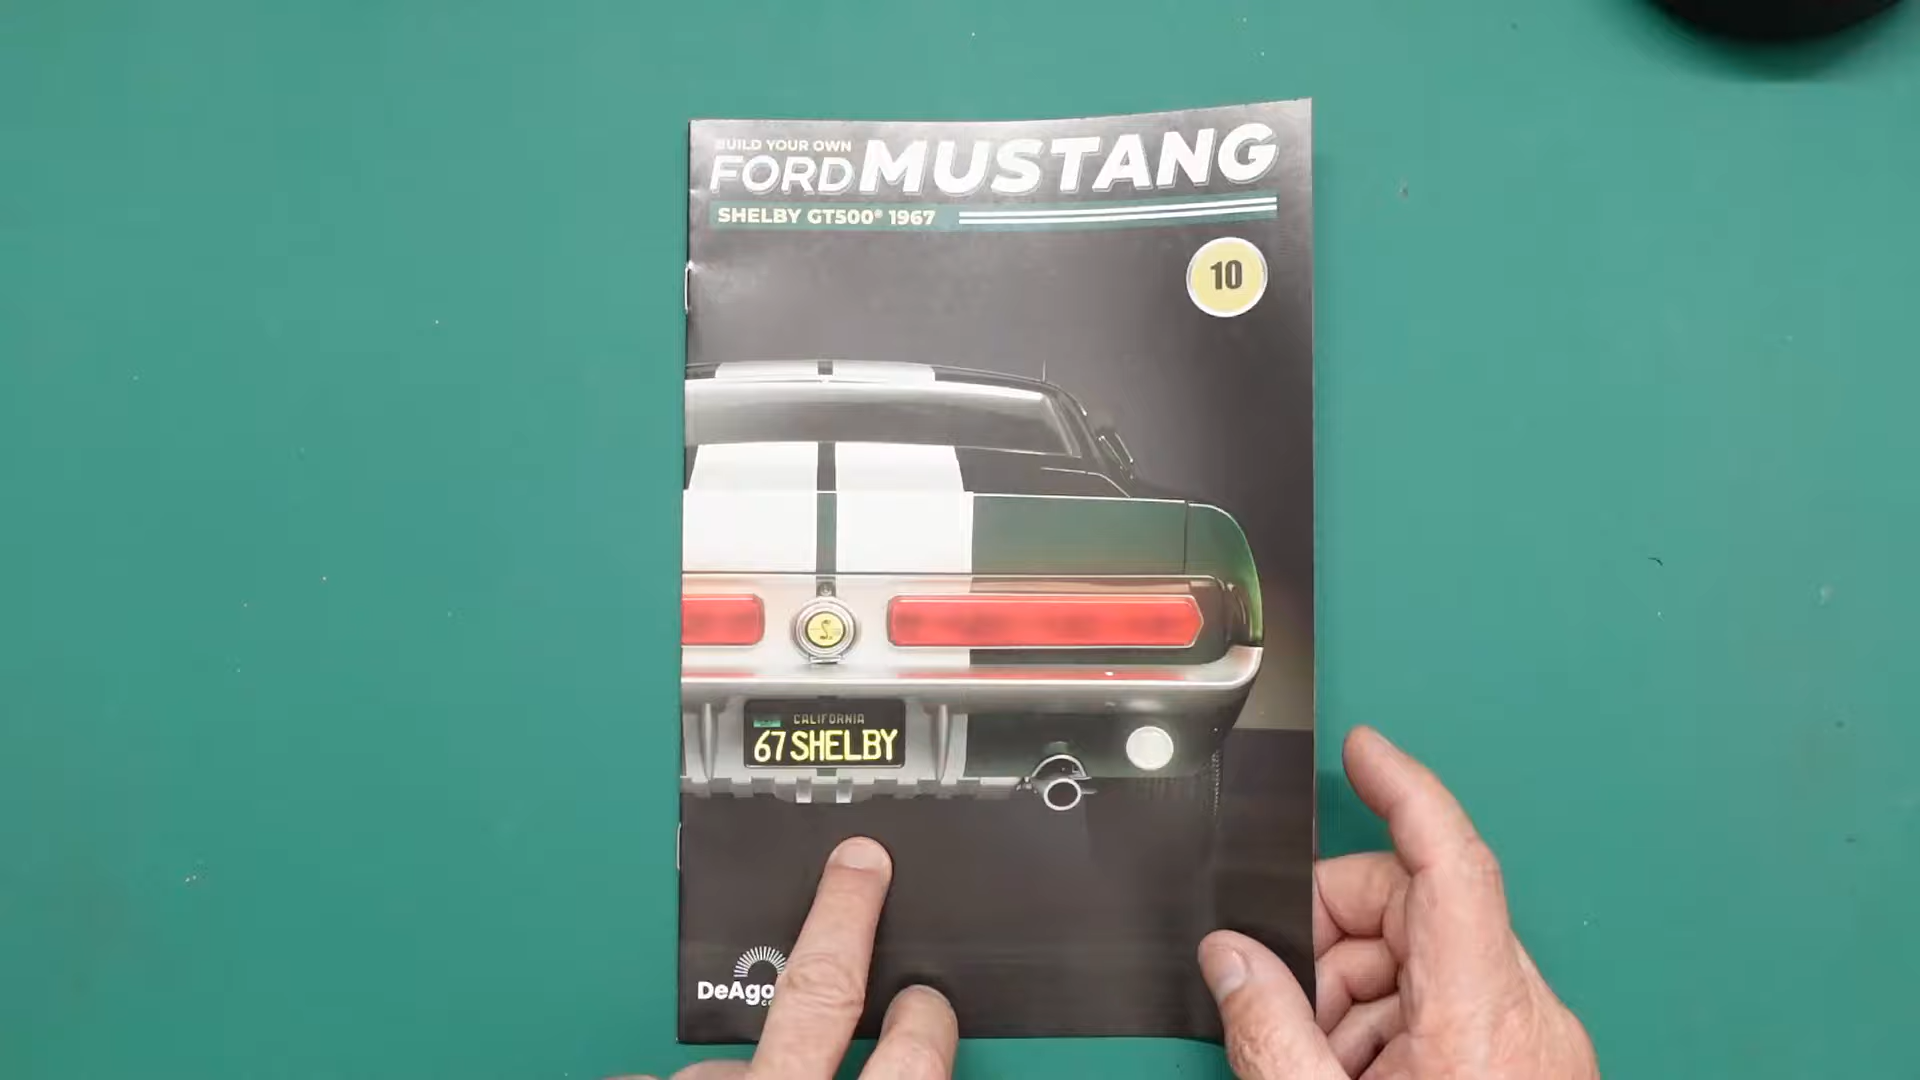 BUILD YOUR OWN
FORD MUSTANG
SHELBY GT500® 1967
10
CALIFORNIA
67 SHELBY
DeAgo